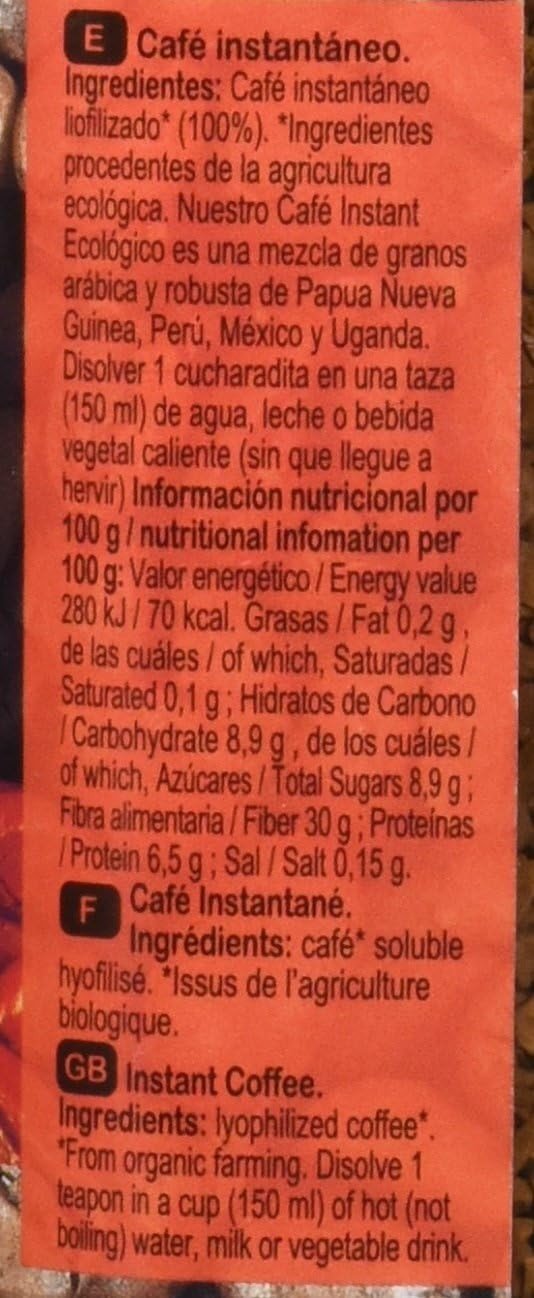 E Café instantáneo.
Ingredientes: Café instantáneo
liofilizado* (100%). *Ingredientes
procedentes de la agricultura
ecológica. Nuestro Café Instant
Ecológico es una mezcla de granos
arábica y robusta de Papua Nueva
Guinea, Perú, México y Uganda.
Disolver 1 cucharadita en una taza
(150 ml) de agua, leche o bebida
vegetal caliente (sin que llegue a
hervir) Información nutricional por
100 g / nutritional infomation per
100 g: Valor energético / Energy value
280 kJ / 70 kcal. Grasas / Fat 0,2 g ,
de las cuáles / of which, Saturadas /
Saturated 0,1 g ; Hidratos de Carbono
/ Carbohydrate 8,9 g , de los cuáles /
of which, Azúcares / Total Sugars 8,9 g ;
Fibra alimentaria / Fiber 30 g ; Proteínas
/ Protein 6,5 g ; Sal / Salt 0,15 g.
F Café Instantané.
Ingrédients: café* soluble
hyofilisé. *Issus de l'agriculture
biologique.
GB Instant Coffee.
Ingredients: lyophilized coffee*.
*From organic farming. Disolve 1
teapon in a cup (150 ml) of hot (not
boiling) water, milk or vegetable drink.